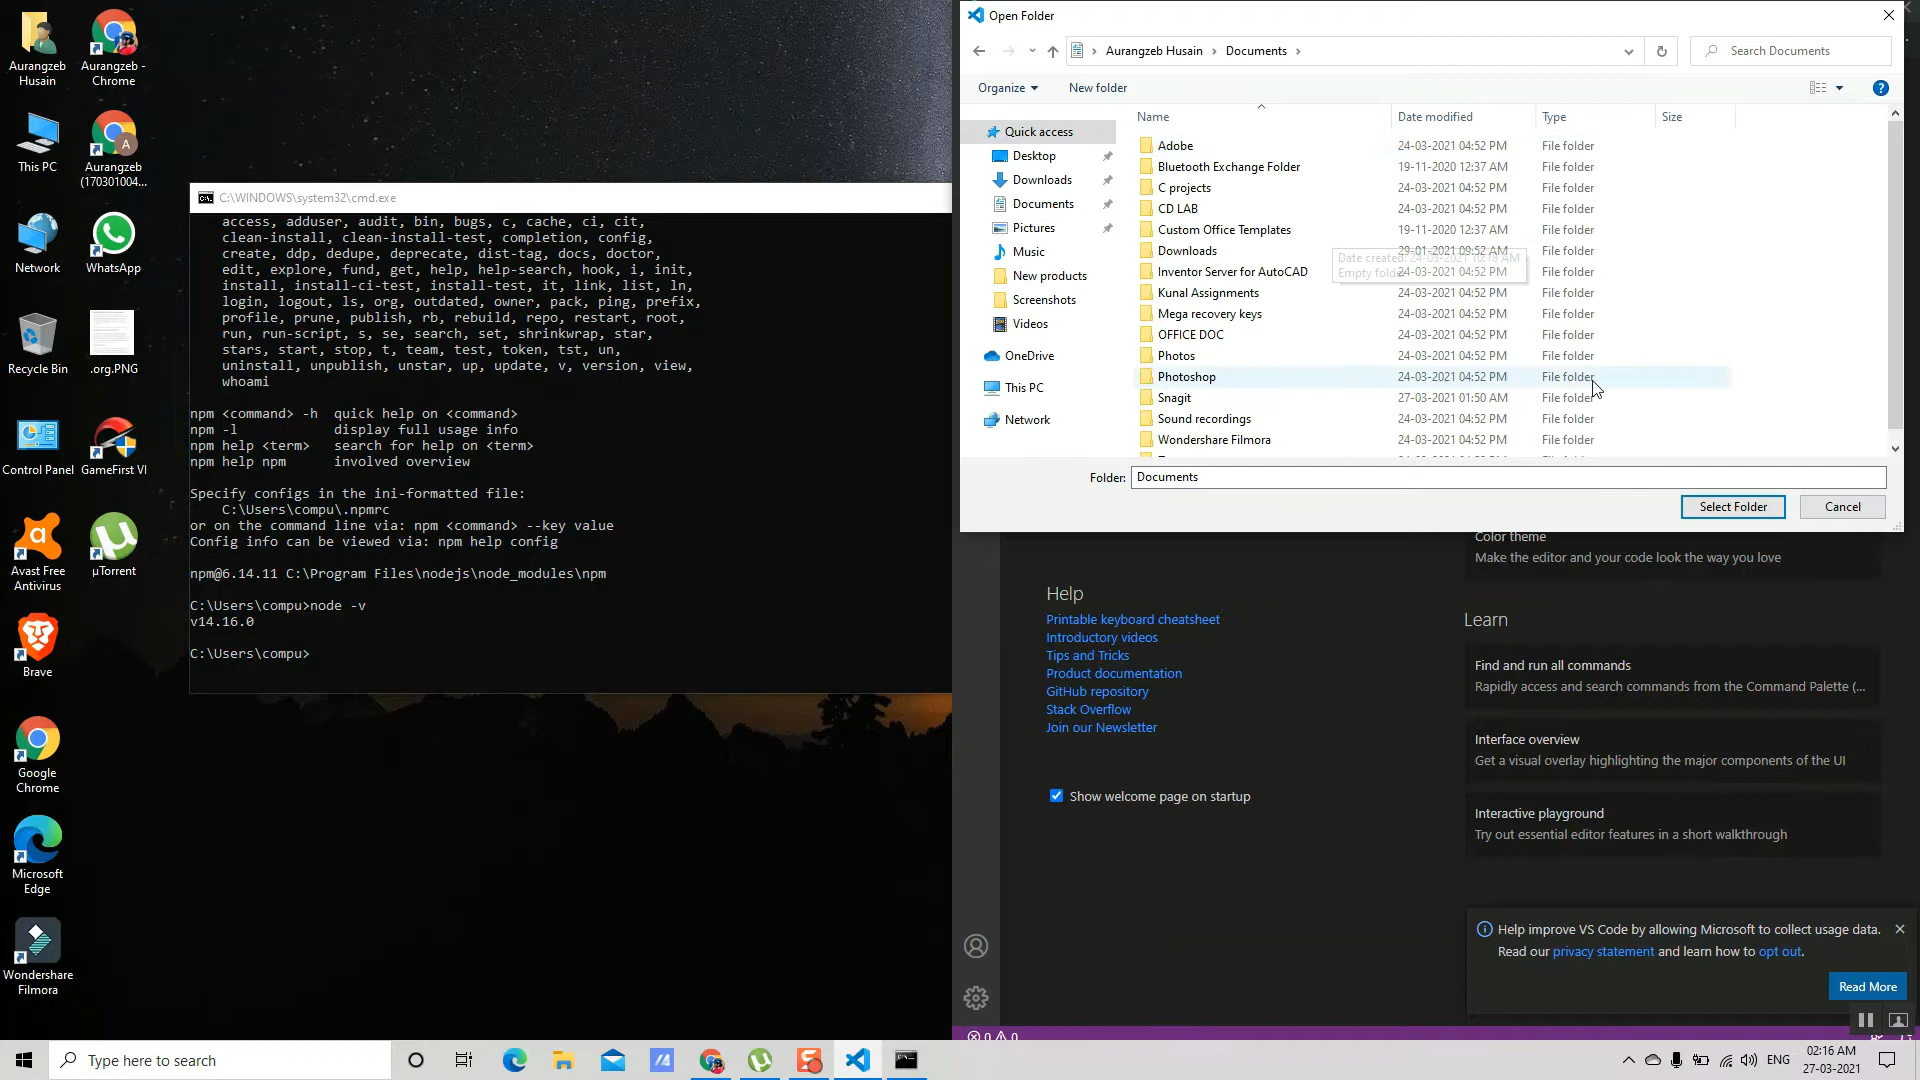 Aurangzeb
Husain
Aurangzeb -
Chrome
This PC
Aurangzeb
(170301004...
Network
WhatsApp
Recycle Bin
.org.PNG
Control Panel
GameFirst VI
Avast Free
Antivirus
µTorrent
Brave
Google
Chrome
Microsoft
Edge
Wondershare
Filmora
C:\WINDOWS\system32\cmd.exe
access, adduser, audit, bin, bugs, c, cache, ci, cit,
clean-install, clean-install-test, completion, config,
create, ddp, dedupe, deprecate, dist-tag, docs, doctor,
edit, explore, fund, get, help, help-search, hook, i, init,
install, install-ci-test, install-test, it, link, list, ln,
login, logout, ls, org, outdated, owner, pack, ping, prefix,
profile, prune, publish, rb, rebuild, repo, restart, root,
run, run-script, s, se, search, set, shrinkwrap, star,
stars, start, stop, t, team, test, token, tst, un,
uninstall, unpublish, unstar, up, update, v, version, view,
whoami
npm <command> -h  quick help on <command>
npm -l            display full usage info
npm help <term>   search for help on <term>
npm help npm      involved overview
Specify configs in the ini-formatted file:
C:\Users\compu\.npmrc
or on the command line via: npm <command> --key value
Config info can be viewed via: npm help config
npm@6.14.11 C:\Program Files\nodejs\node_modules\npm
C:\Users\compu>node -v
v14.16.0
C:\Users\compu>
Open Folder
Aurangzeb Husain > Documents >
Search Documents
Organize
New folder
Quick access
Desktop
Downloads
Documents
Pictures
Music
New products
Screenshots
Videos
OneDrive
This PC
Network
Name Date modified Type Size
Adobe 24-03-2021 04:52 PM File folder
Bluetooth Exchange Folder 19-11-2020 12:37 AM File folder
C projects 24-03-2021 04:52 PM File folder
CD LAB 24-03-2021 04:52 PM File folder
Custom Office Templates 19-11-2020 12:37 AM File folder
Downloads 29-01-2021 09:52 AM File folder
Date created: 24-03-2021 10:18 AM
Empty folder
Inventor Server for AutoCAD 24-03-2021 04:52 PM File folder
Kunal Assignments 24-03-2021 04:52 PM File folder
Mega recovery keys 24-03-2021 04:52 PM File folder
OFFICE DOC 24-03-2021 04:52 PM File folder
Photos 24-03-2021 04:52 PM File folder
Photoshop 24-03-2021 04:52 PM File folder
Snagit 27-03-2021 01:50 AM File folder
Sound recordings 24-03-2021 04:52 PM File folder
Wondershare Filmora 24-03-2021 04:52 PM File folder
Folder: Documents
Select Folder
Cancel
Color theme
Make the editor and your code look the way you love
Help
Printable keyboard cheatsheet
Introductory videos
Tips and Tricks
Product documentation
GitHub repository
Stack Overflow
Join our Newsletter
Show welcome page on startup
Learn
Find and run all commands
Rapidly access and search commands from the Command Palette (...
Interface overview
Get a visual overlay highlighting the major components of the UI
Interactive playground
Try out essential editor features in a short walkthrough
Help improve VS Code by allowing Microsoft to collect usage data.
Read our privacy statement and learn how to opt out.
Read More
0 0
Type here to search
ENG
02:16 AM
27-03-2021